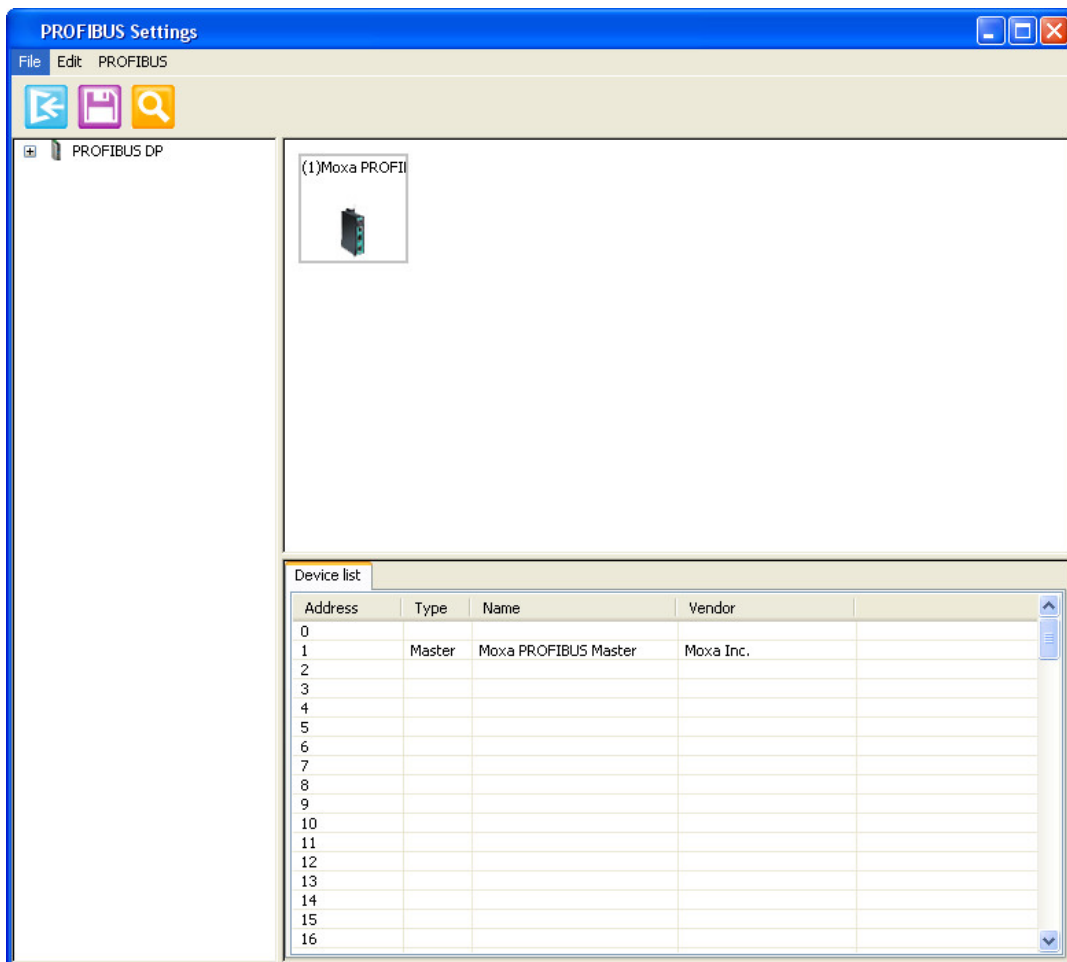 PROFIBUS Settings
File Edit PROFIBUS
PROFIBUS DP
(1)Moxa PROFI
Device list
Address Type Name Vendor
0
1 Master Moxa PROFIBUS Master Moxa Inc.
2
3
4
5
6
7
8
9
10
11
12
13
14
15
16